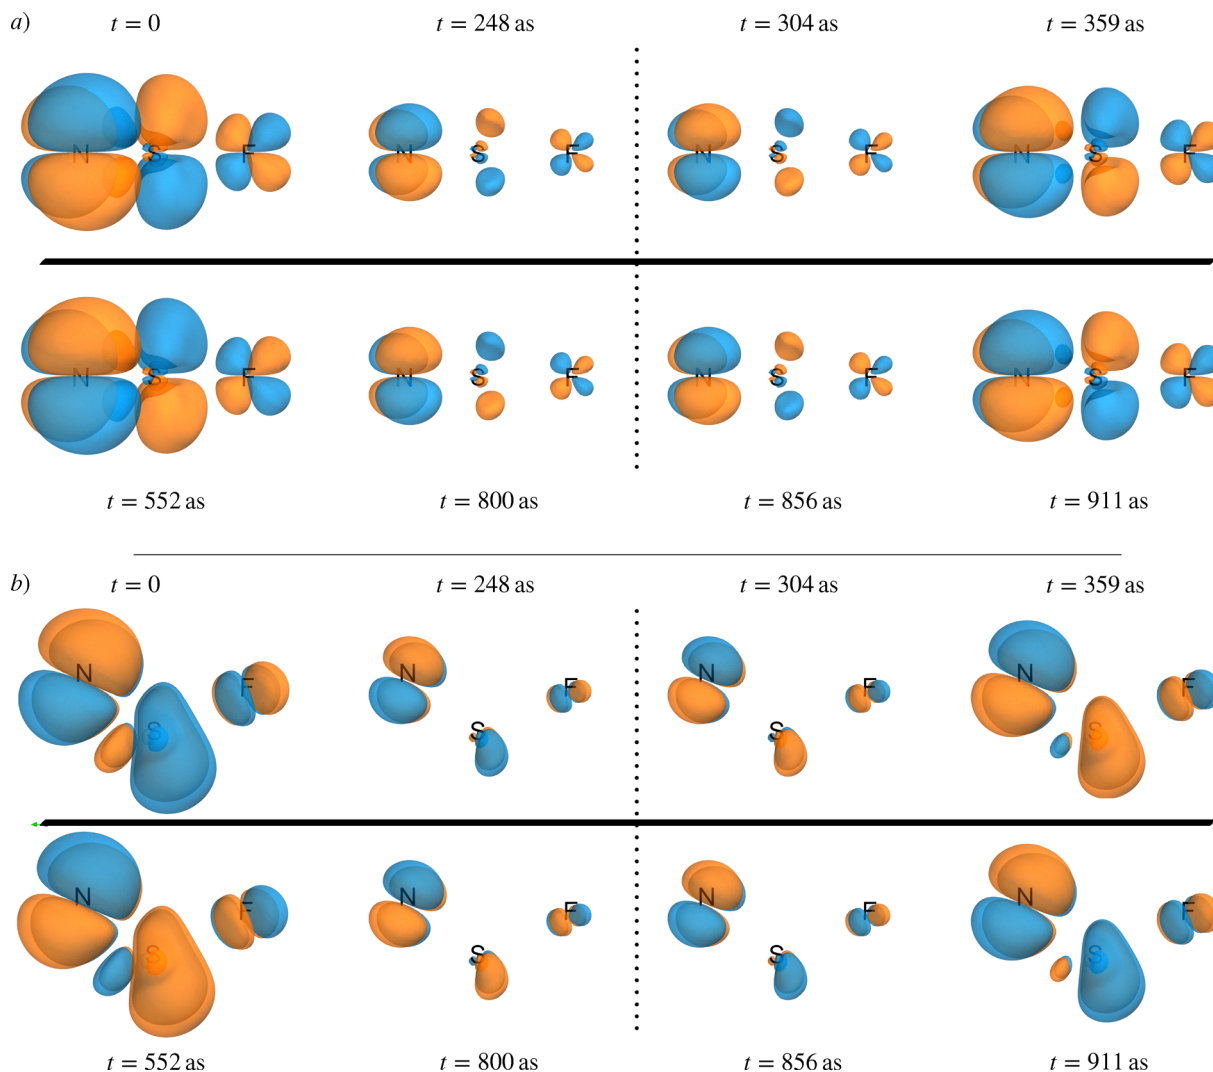 a) t = 0 t = 248 as t = 304 as t = 359 as
N S F N S F N S F N S F
N S F N S F N S F N S F
t = 552 as t = 800 as t = 856 as t = 911 as
b) t = 0 t = 248 as t = 304 as t = 359 as
N S F N S F N S F N S F
N S F N S F N S F N S F
t = 552 as t = 800 as t = 856 as t = 911 as